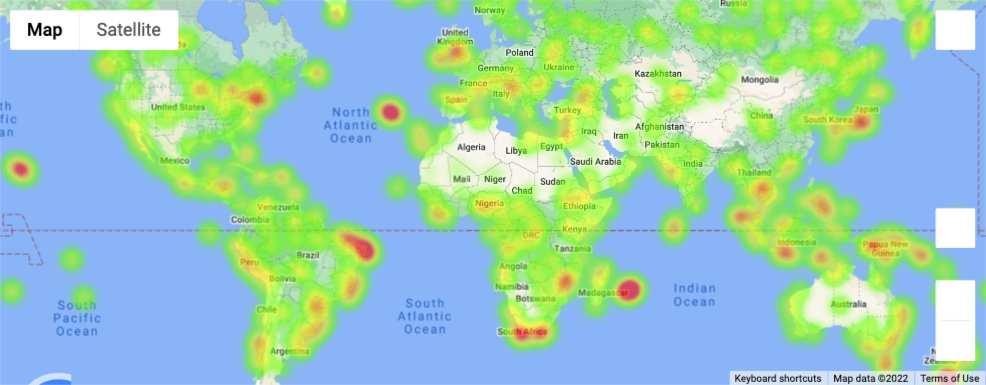 Map
Satellite
Norway
Russia
United
Kingdom
Poland
Germany
Ukraine
Kazakhstan
Mongolia
France
Italy
Spain
Turkey
United States
North
Atlantic
Ocean
China
Japan
South Korea
Algeria
Libya
Egypt
Iraq
Iran
Afghanistan
Pakistan
Saudi Arabia
India
Mexico
Mali
Niger
Chad
Sudan
Thailand
Venezuela
Colombia
Nigeria
Ethiopia
DRC
Kenya
Tanzania
Indonesia
Papua New
Guinea
Peru
Brazil
Bolivia
Angola
Namibia
Botswana
Madagascar
Indian
Ocean
South
Pacific
Ocean
South
Atlantic
Ocean
Chile
Argentina
South Africa
Australia
Keyboard shortcuts
Map data ©2022
Terms of Use